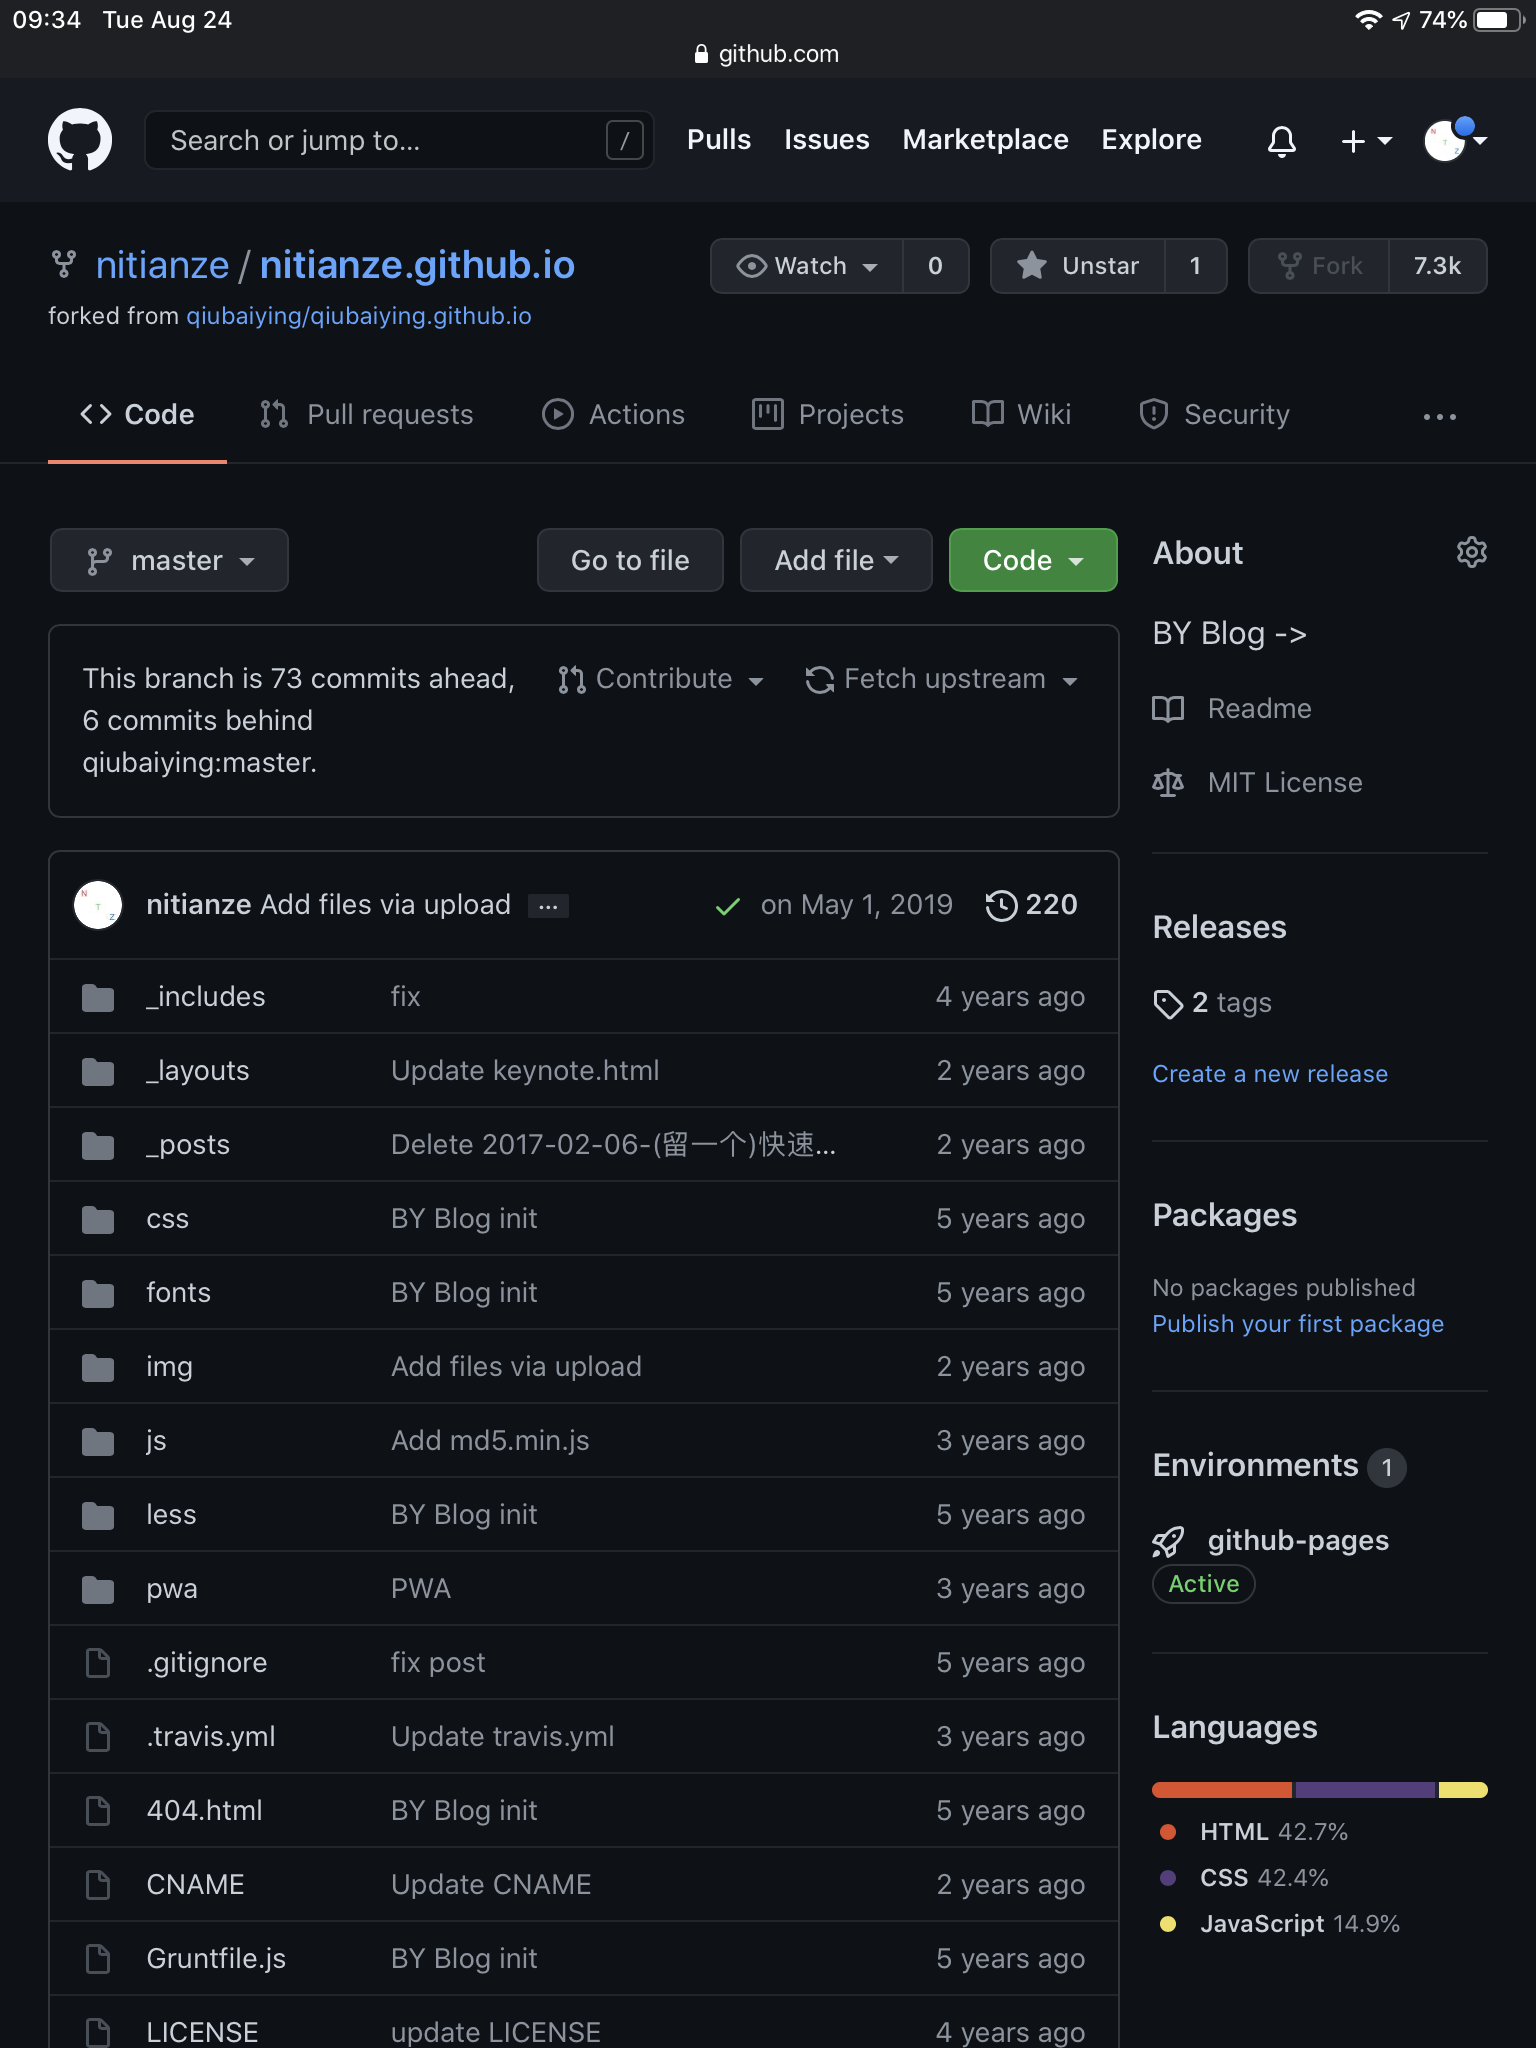 09:34 Tue Aug 24 74%
github.com
Search or jump to... / Pulls Issues Marketplace Explore
nitianze / nitianze.github.io Watch 0 Unstar 1 Fork 7.3k
forked from qiubaiying/qiubaiying.github.io
Code Pull requests Actions Projects Wiki Security ...
master Go to file Add file Code
This branch is 73 commits ahead,
6 commits behind
qiubaiying:master.
Contribute Fetch upstream
nitianze Add files via upload ... on May 1, 2019 220
_includes fix 4 years ago
_layouts Update keynote.html 2 years ago
_posts Delete 2017-02-06-(留一个)快速... 2 years ago
css BY Blog init 5 years ago
fonts BY Blog init 5 years ago
img Add files via upload 2 years ago
js Add md5.min.js 3 years ago
less BY Blog init 5 years ago
pwa PWA 3 years ago
.gitignore fix post 5 years ago
.travis.yml Update travis.yml 3 years ago
404.html BY Blog init 5 years ago
CNAME Update CNAME 2 years ago
Gruntfile.js BY Blog init 5 years ago
LICENSE update LICENSE 4 years ago
About
BY Blog ->
Readme
MIT License
Releases
2 tags
Create a new release
Packages
No packages published
Publish your first package
Environments 1
github-pages
Active
Languages
HTML 42.7%
CSS 42.4%
JavaScript 14.9%